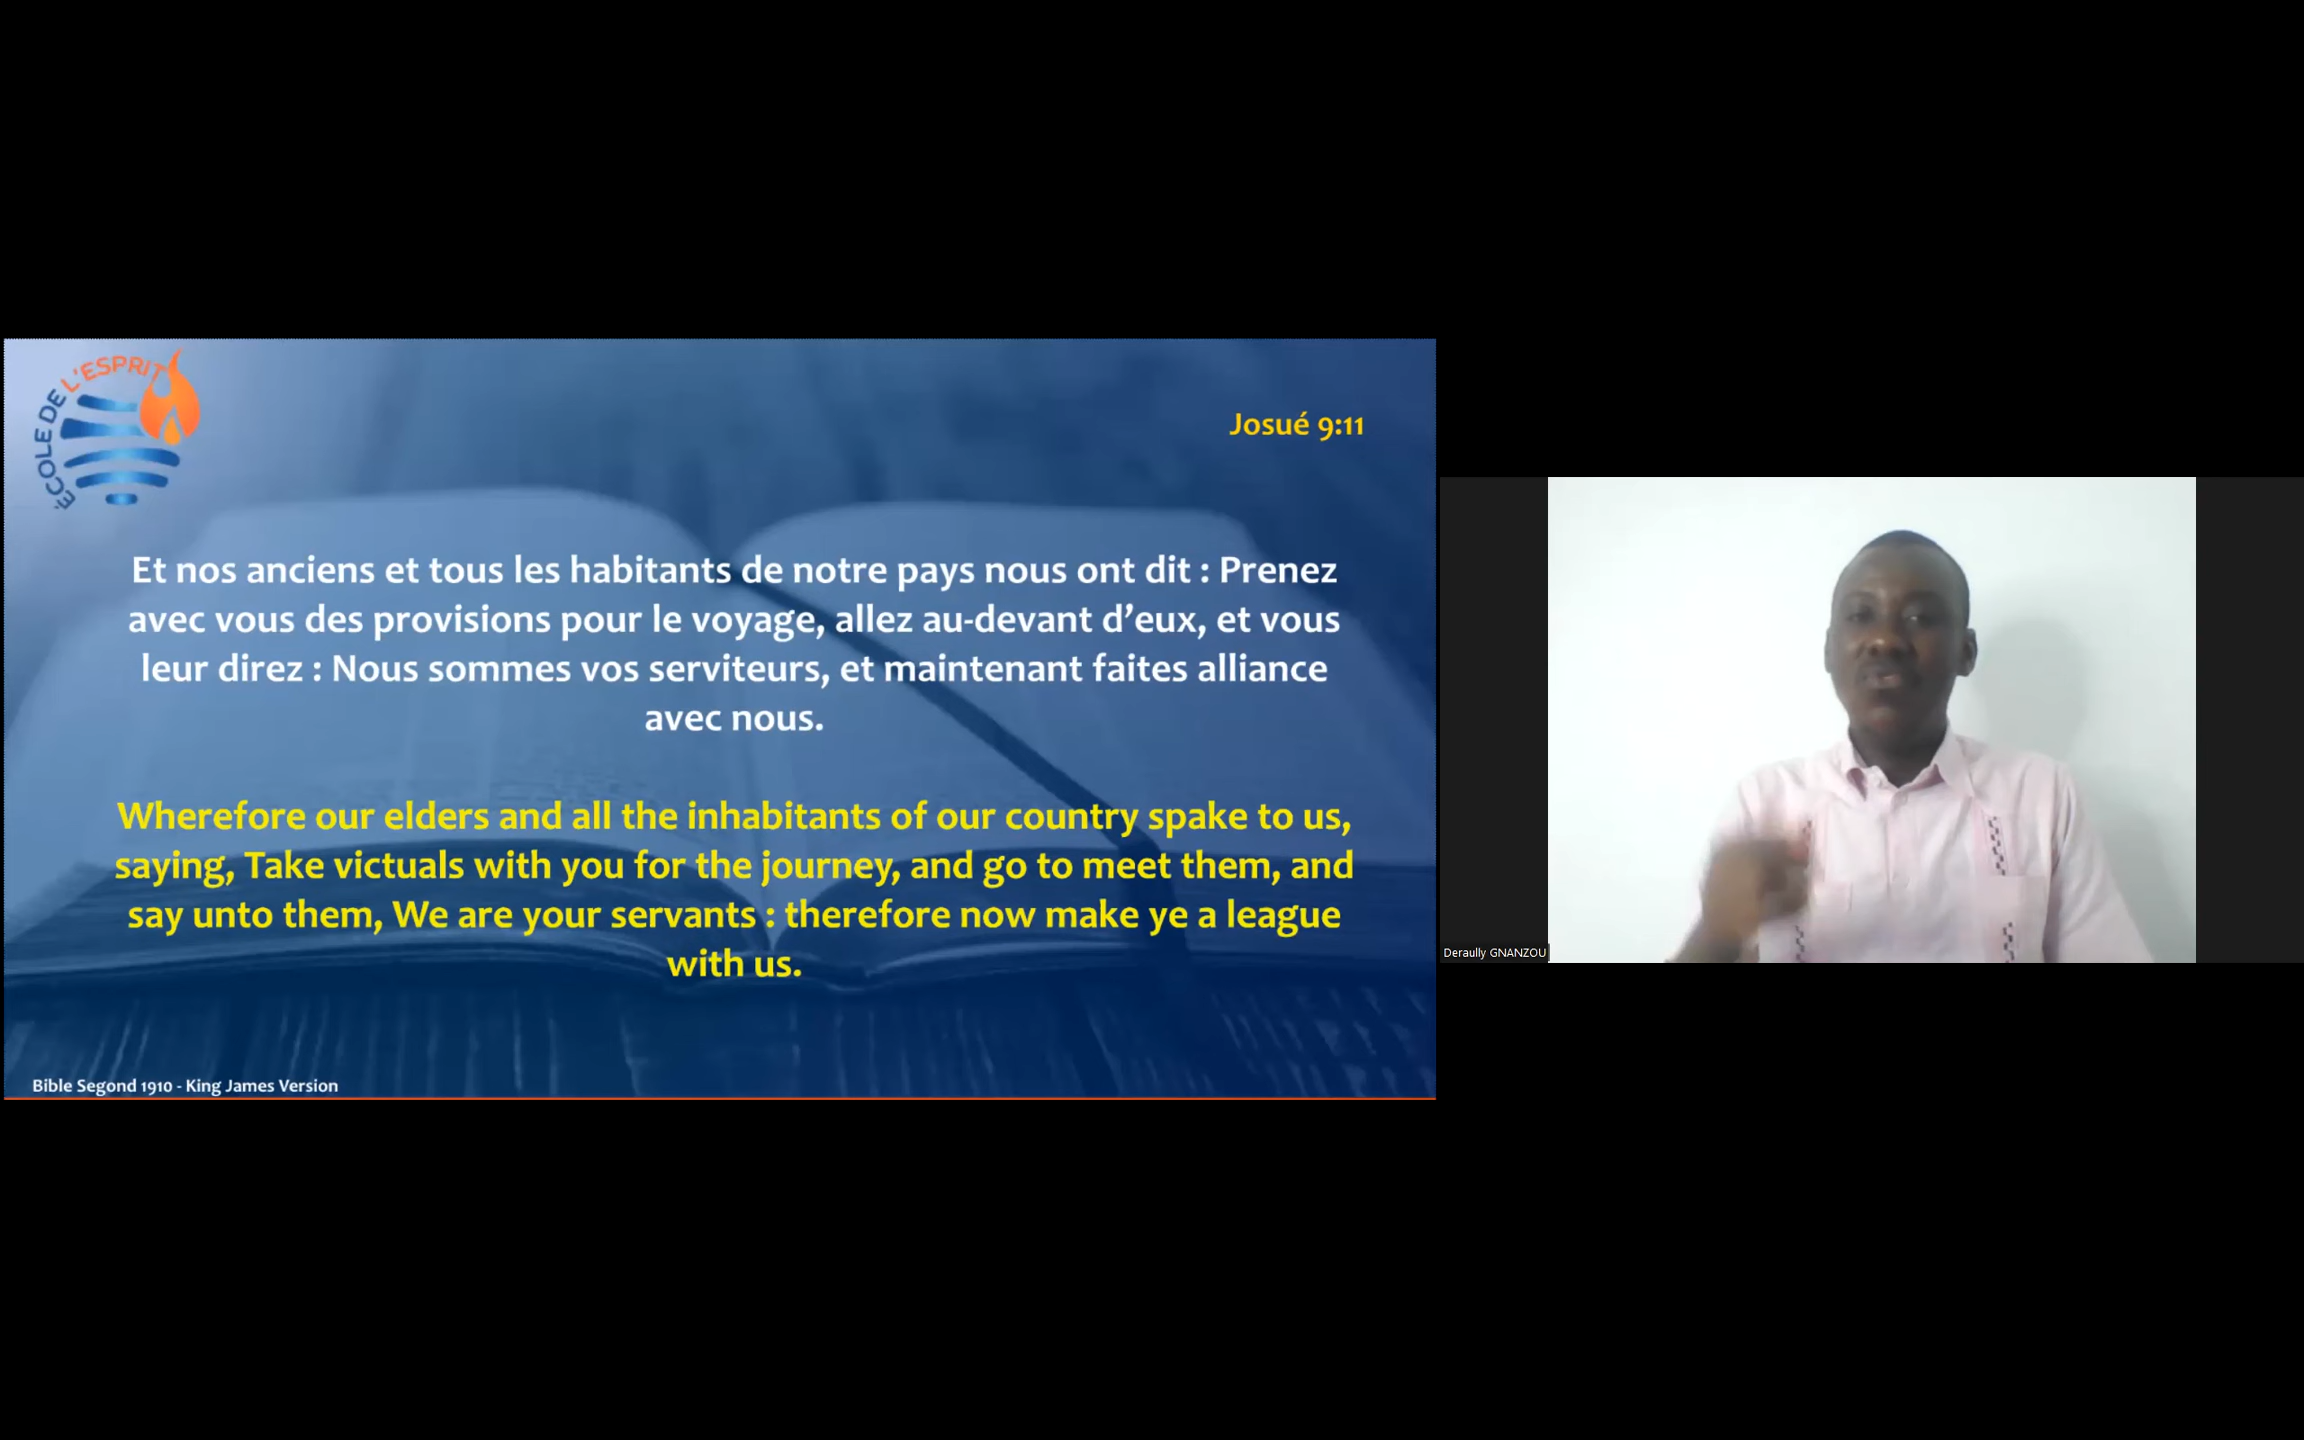 ÉCOLE DE L'ESPRIT
Josué 9:11
Et nos anciens et tous les habitants de notre pays nous ont dit : Prenez
avec vous des provisions pour le voyage, allez au-devant d’eux, et vous
leur direz : Nous sommes vos serviteurs, et maintenant faites alliance
avec nous.
Wherefore our elders and all the inhabitants of our country spake to us,
saying, Take victuals with you for the journey, and go to meet them, and
say unto them, We are your servants : therefore now make ye a league
with us.
Bible Segond 1910 - King James Version
Deraully GNANZOU